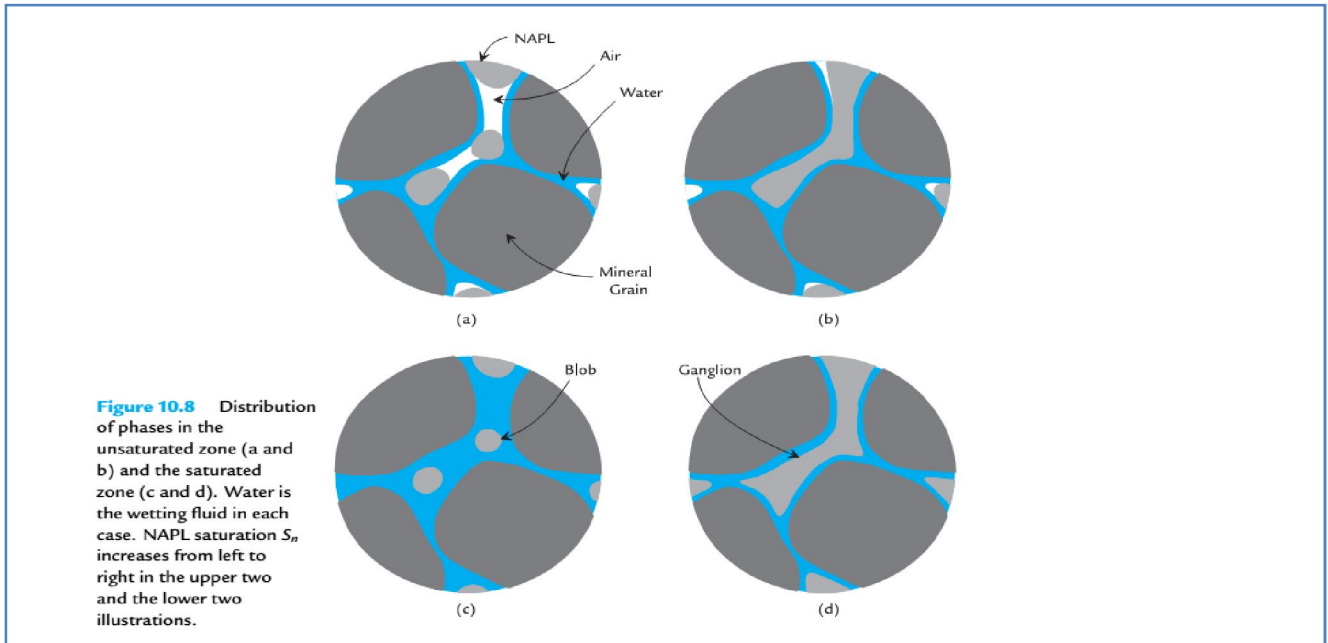 NAPL
Air
Water
Mineral
Grain
(a)
(b)
Blob
Ganglion
Figure 10.8 Distribution
of phases in the
unsaturated zone (a and
b) and the saturated
zone (c and d). Water is
the wetting fluid in each
case. NAPL saturation Sn
increases from left to
right in the upper two
and the lower two
illustrations.
(c)
(d)